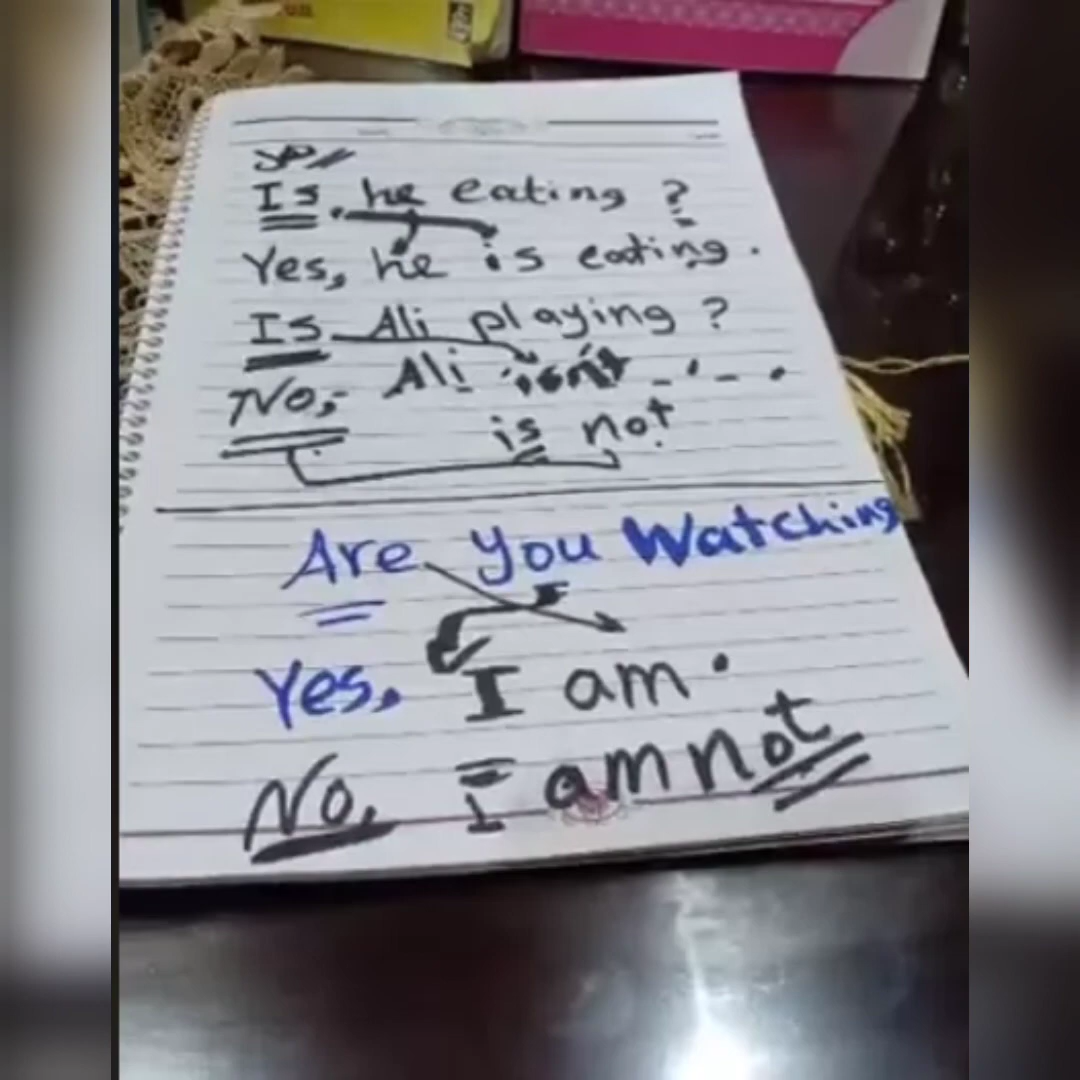 Is he eating ?
Yes, he is eating .
Is Ali playing ?
No, Ali isn't _ ' _ _ .
is not
Are you Watching
Yes, I am .
No, I am not